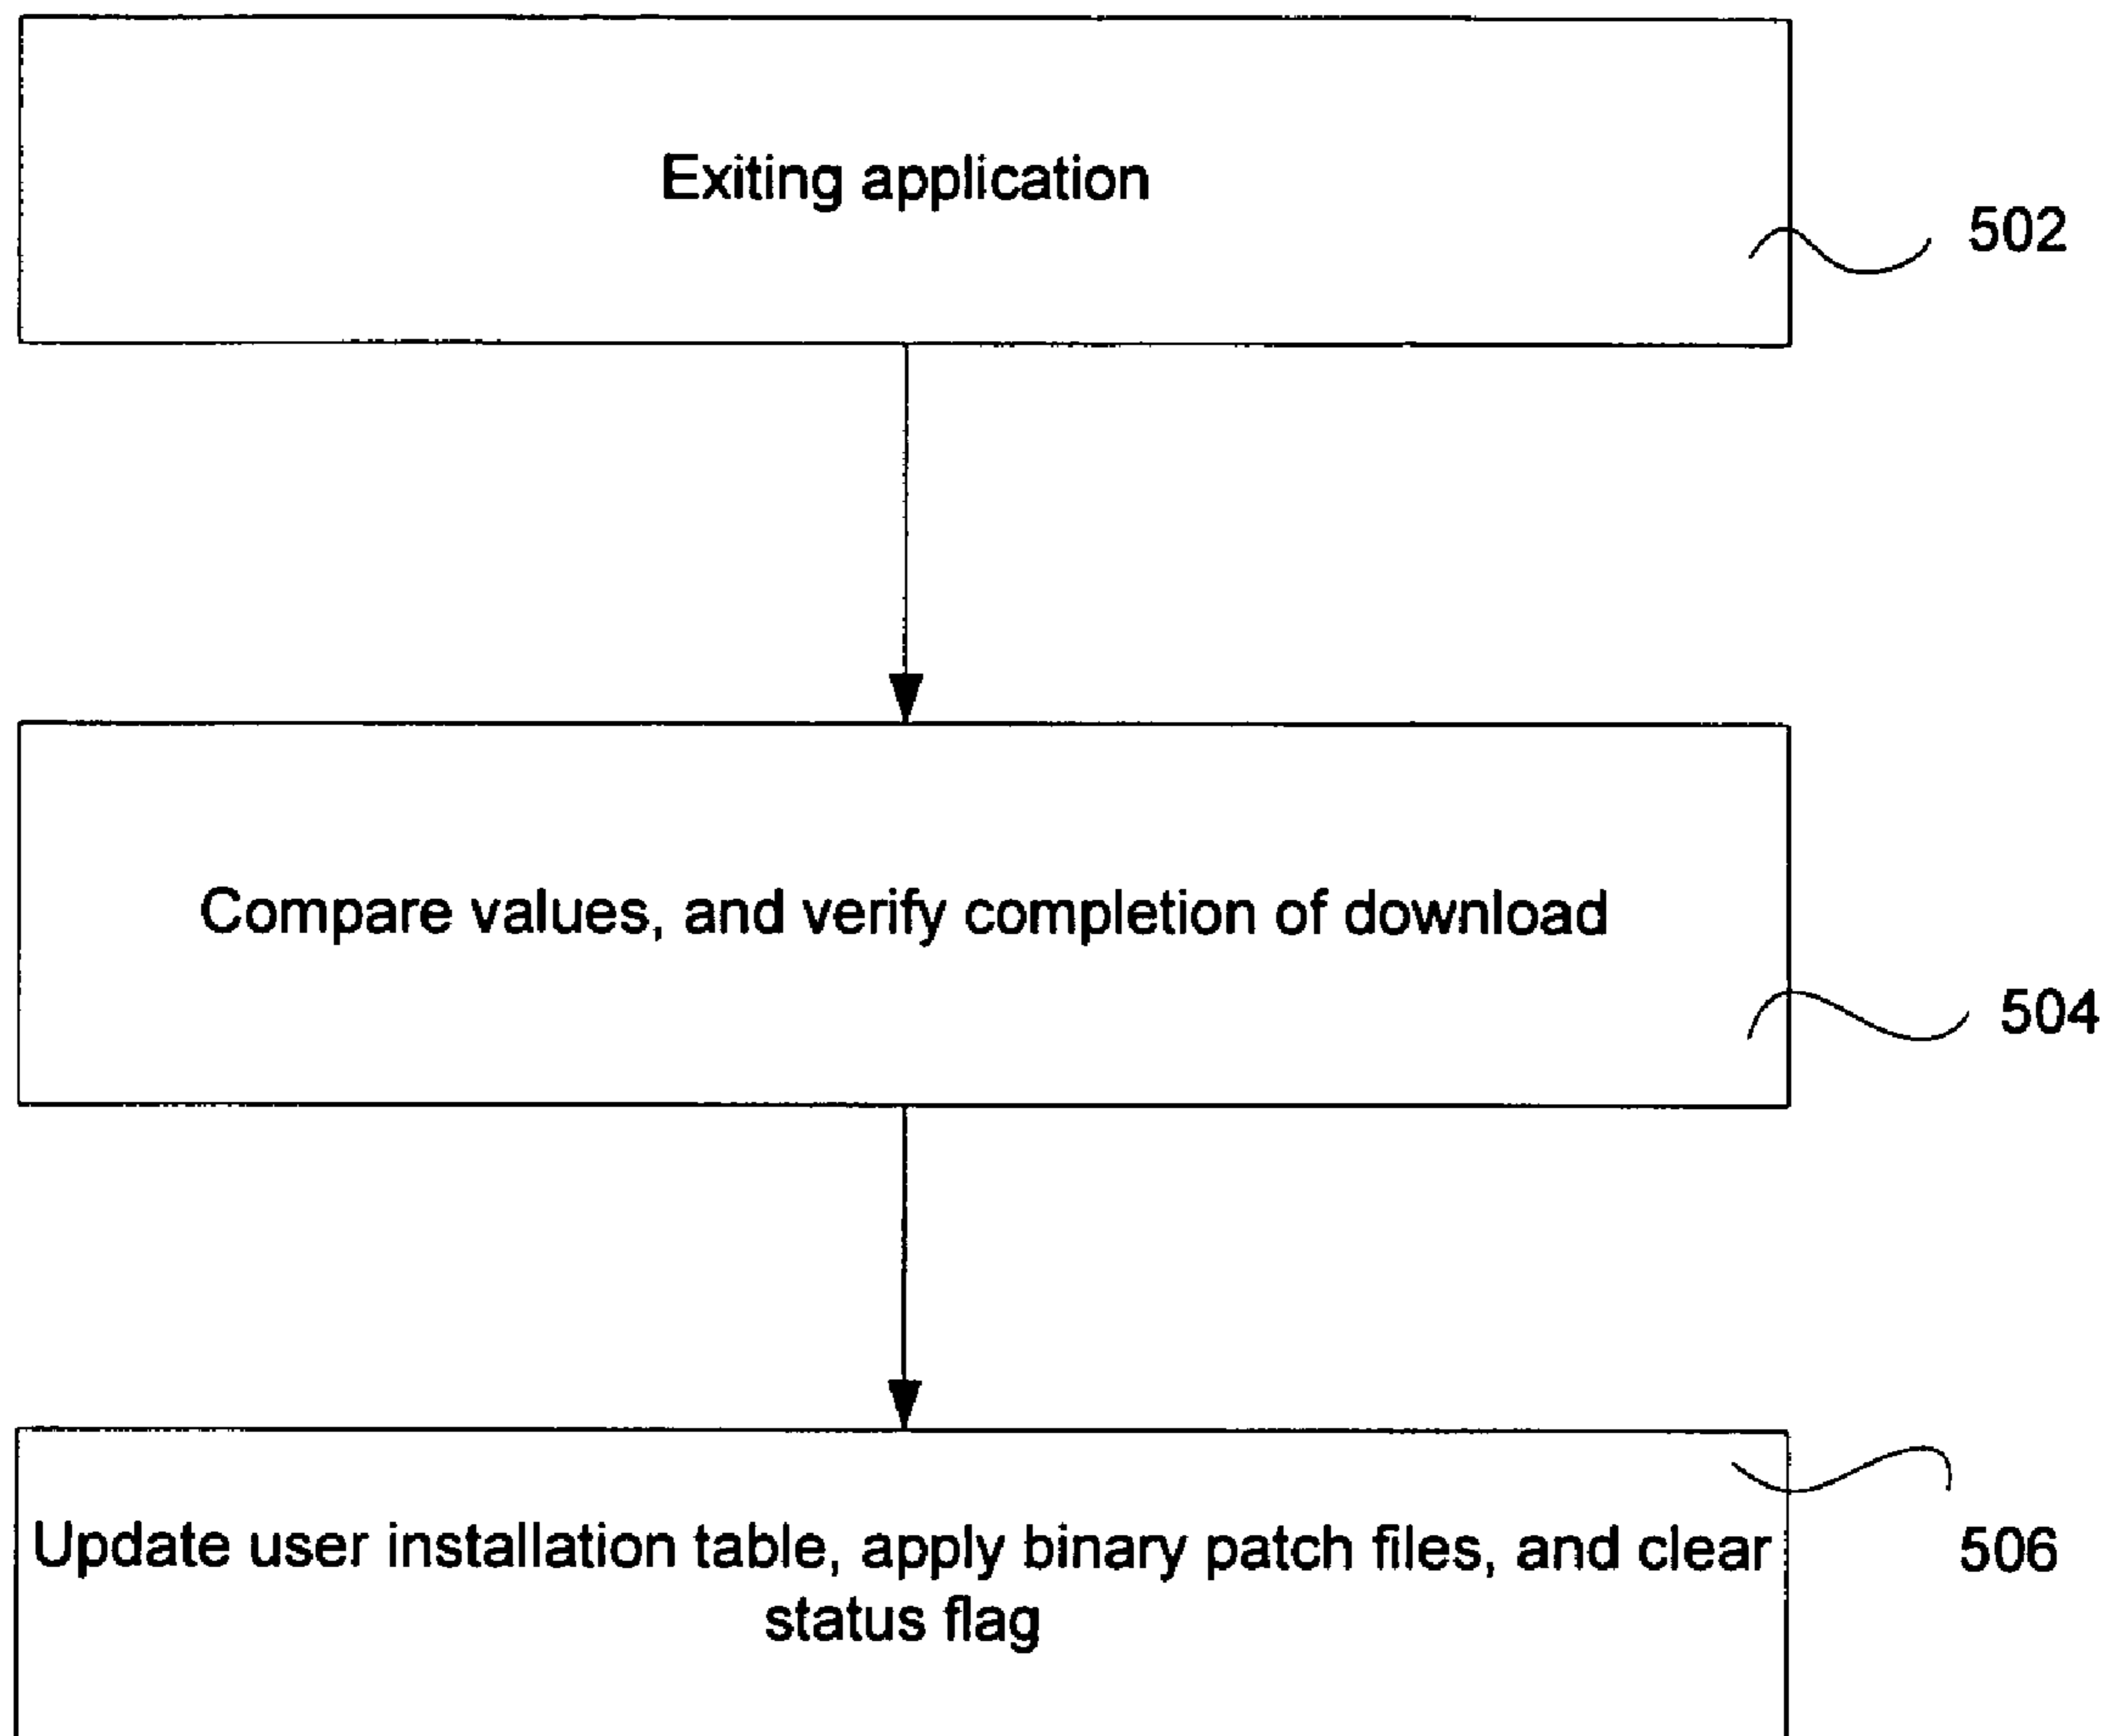 Exiting application
502
Compare values, and verify completion of download
504
Update user installation table, apply binary patch files, and clear
status flag
506